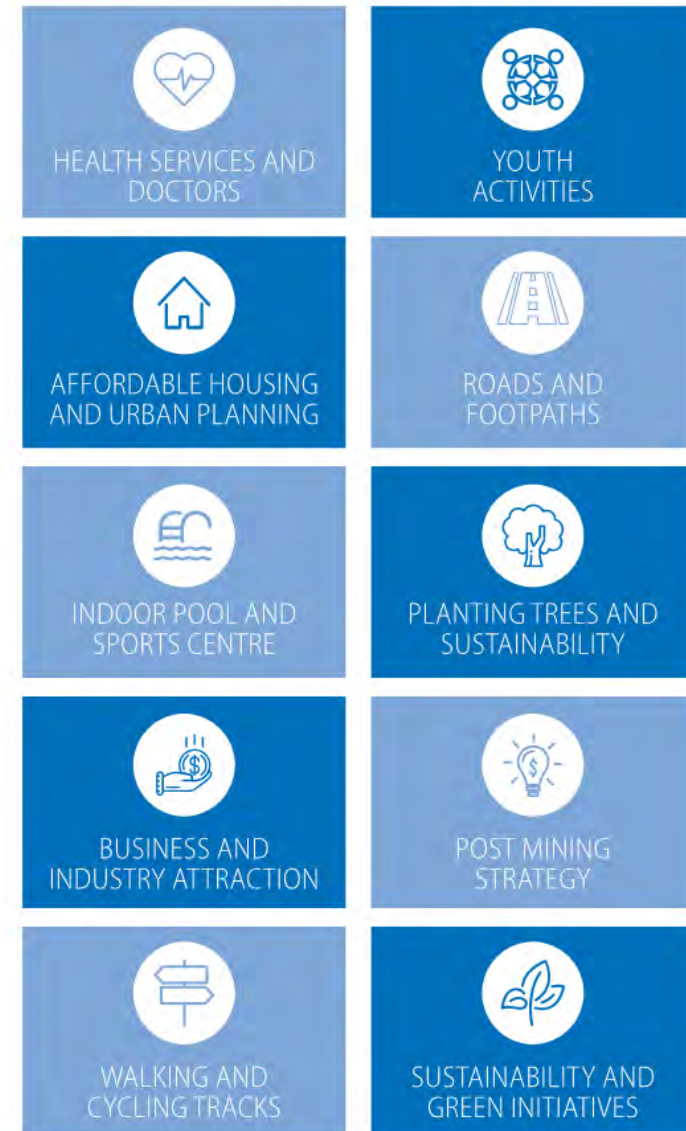 HEALTH SERVICES AND
DOCTORS
YOUTH
ACTIVITIES
AFFORDABLE HOUSING
AND URBAN PLANNING
ROADS AND
FOOTPATHS
INDOOR POOL AND
SPORTS CENTRE
PLANTING TREES AND
SUSTAINABILITY
$
BUSINESS AND
INDUSTRY ATTRACTION
$
POST MINING
STRATEGY
WALKING AND
CYCLING TRACKS
SUSTAINABILITY AND
GREEN INITIATIVES